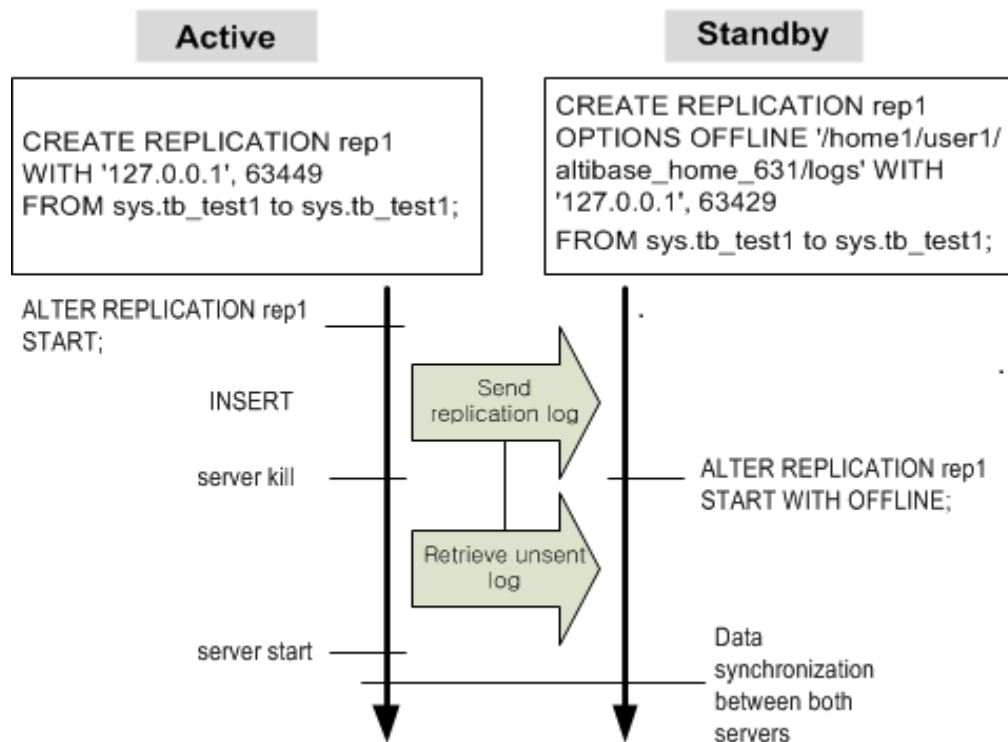 Active
Standby
CREATE REPLICATION rep1
WITH '127.0.0.1', 63449
FROM sys.tb_test1 to sys.tb_test1;
CREATE REPLICATION rep1
OPTIONS OFFLINE '/home1/user1/
altibase_home_631/logs' WITH
'127.0.0.1', 63429
FROM sys.tb_test1 to sys.tb_test1;
ALTER REPLICATION rep1
START;
INSERT
Send
replication log
server kill
ALTER REPLICATION rep1
START WITH OFFLINE;
Retrieve unsent
log
server start
Data
synchronization
between both
servers